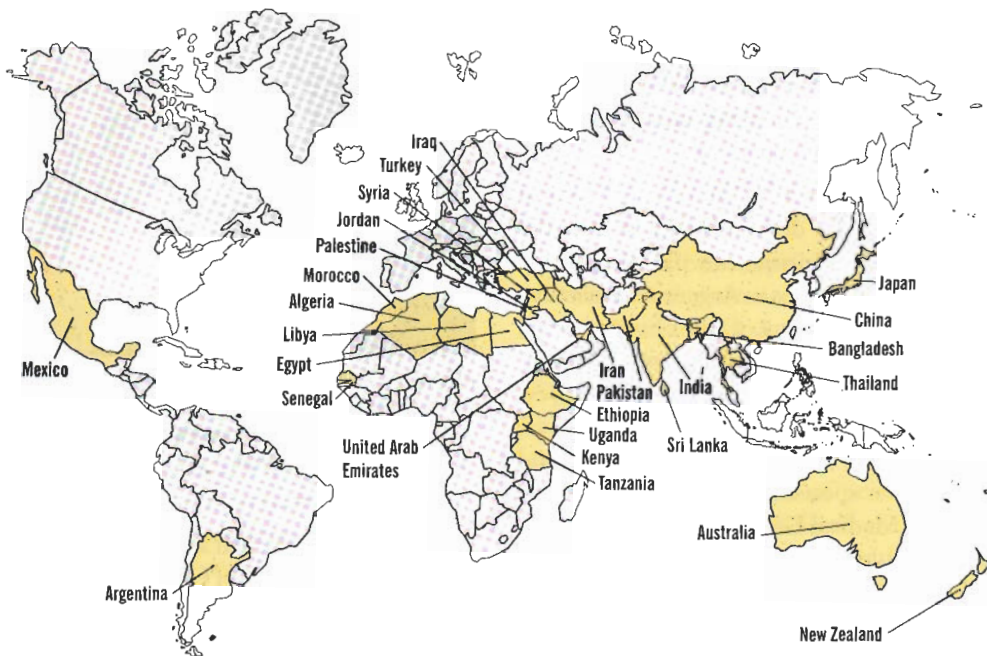 Iraq
Turkey
Syria
Jordan
Palestine
Morocco
Algeria
Libya
Egypt
Senegal
United Arab
Emirates
Mexico
Argentina
Japan
China
Bangladesh
Thailand
India
Sri Lanka
Iran
Pakistan
Ethiopia
Uganda
Kenya
Tanzania
Australia
New Zealand